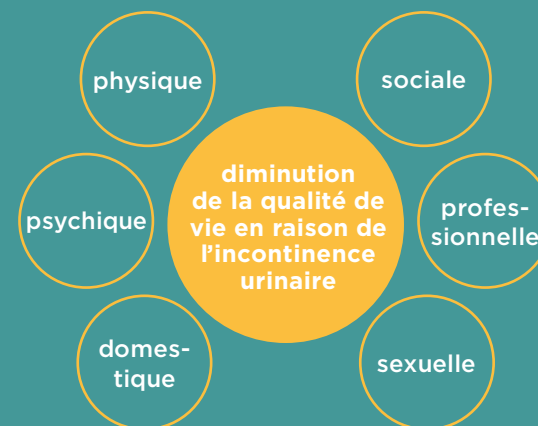 physique
sociale
diminution
de la qualité de
vie en raison de
l'incontinence
urinaire
psychique
profes-
sionnelle
domes-
tique
sexuelle